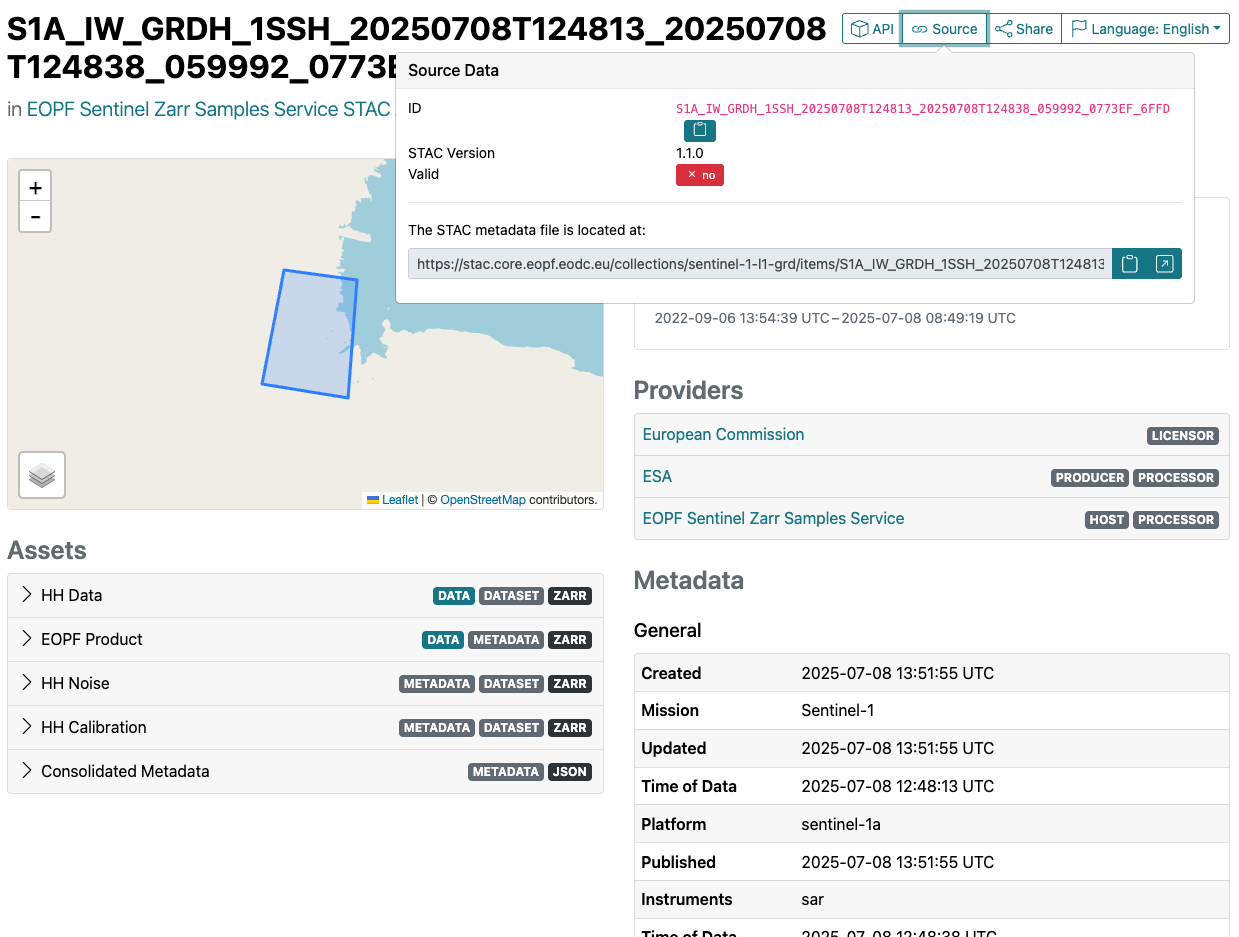 S1A_IW_GRDH_1SSH_20250708T124813_20250708
T124838_059992_0773E
API
Source
Share
Language: English
in EOPF Sentinel Zarr Samples Service STAC
Source Data
ID
S1A_IW_GRDH_1SSH_20250708T124813_20250708T124838_059992_0773EF_6FFD
STAC Version
1.1.0
Valid
× no
The STAC metadata file is located at:
https://stac.core.eopf.eodc.eu/collections/sentinel-1-l1-grd/items/S1A_IW_GRDH_1SSH_20250708T124813
+
-
Leaflet | © OpenStreetMap contributors.
2022-09-06 13:54:39 UTC – 2025-07-08 08:49:19 UTC
Assets
HH Data DATA DATASET ZARR
EOPF Product DATA METADATA ZARR
HH Noise METADATA DATASET ZARR
HH Calibration METADATA DATASET ZARR
Consolidated Metadata METADATA JSON
Providers
European Commission LICENSOR
ESA PRODUCER PROCESSOR
EOPF Sentinel Zarr Samples Service HOST PROCESSOR
Metadata
General
Created 2025-07-08 13:51:55 UTC
Mission Sentinel-1
Updated 2025-07-08 13:51:55 UTC
Time of Data 2025-07-08 12:48:13 UTC
Platform sentinel-1a
Published 2025-07-08 13:51:55 UTC
Instruments sar
Time of Data 2025-07-08 12:48:38 UTC